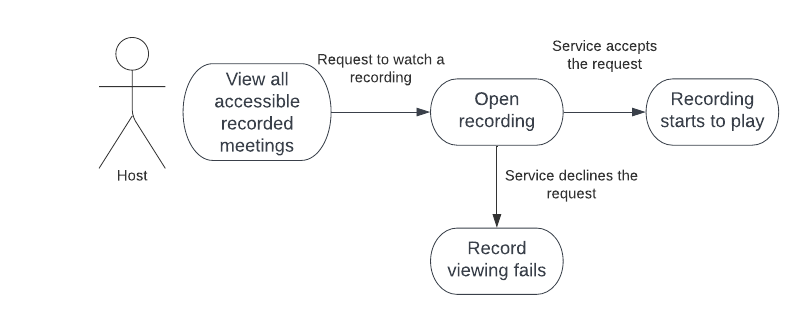 Host
View all
accessible
recorded
meetings
Request to watch a
recording
Open
recording
Service accepts
the request
Recording
starts to play
Service declines the
request
Record
viewing fails